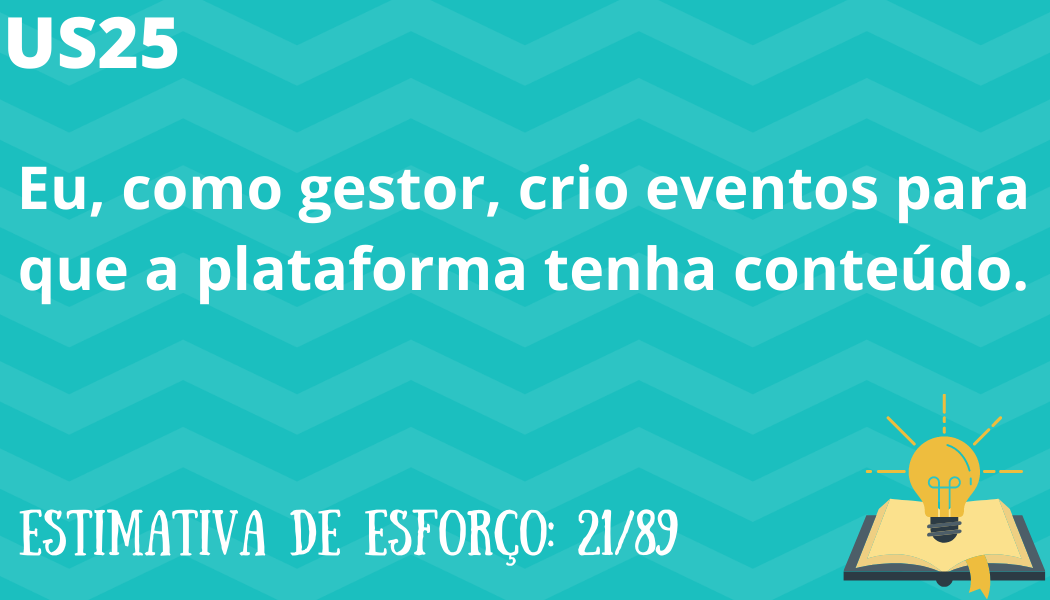 US25
Eu, como gestor, crio eventos para
que a plataforma tenha conteúdo.
ESTIMATIVA DE ESFORÇO: 21/89